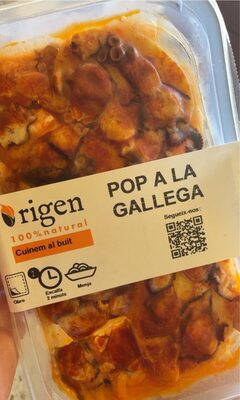 Origen
100% natural
Cuinem al buit
POP A LA
GALLEGA
Segueix-nos:
Obre
Escalfa
2 minuts
Menja